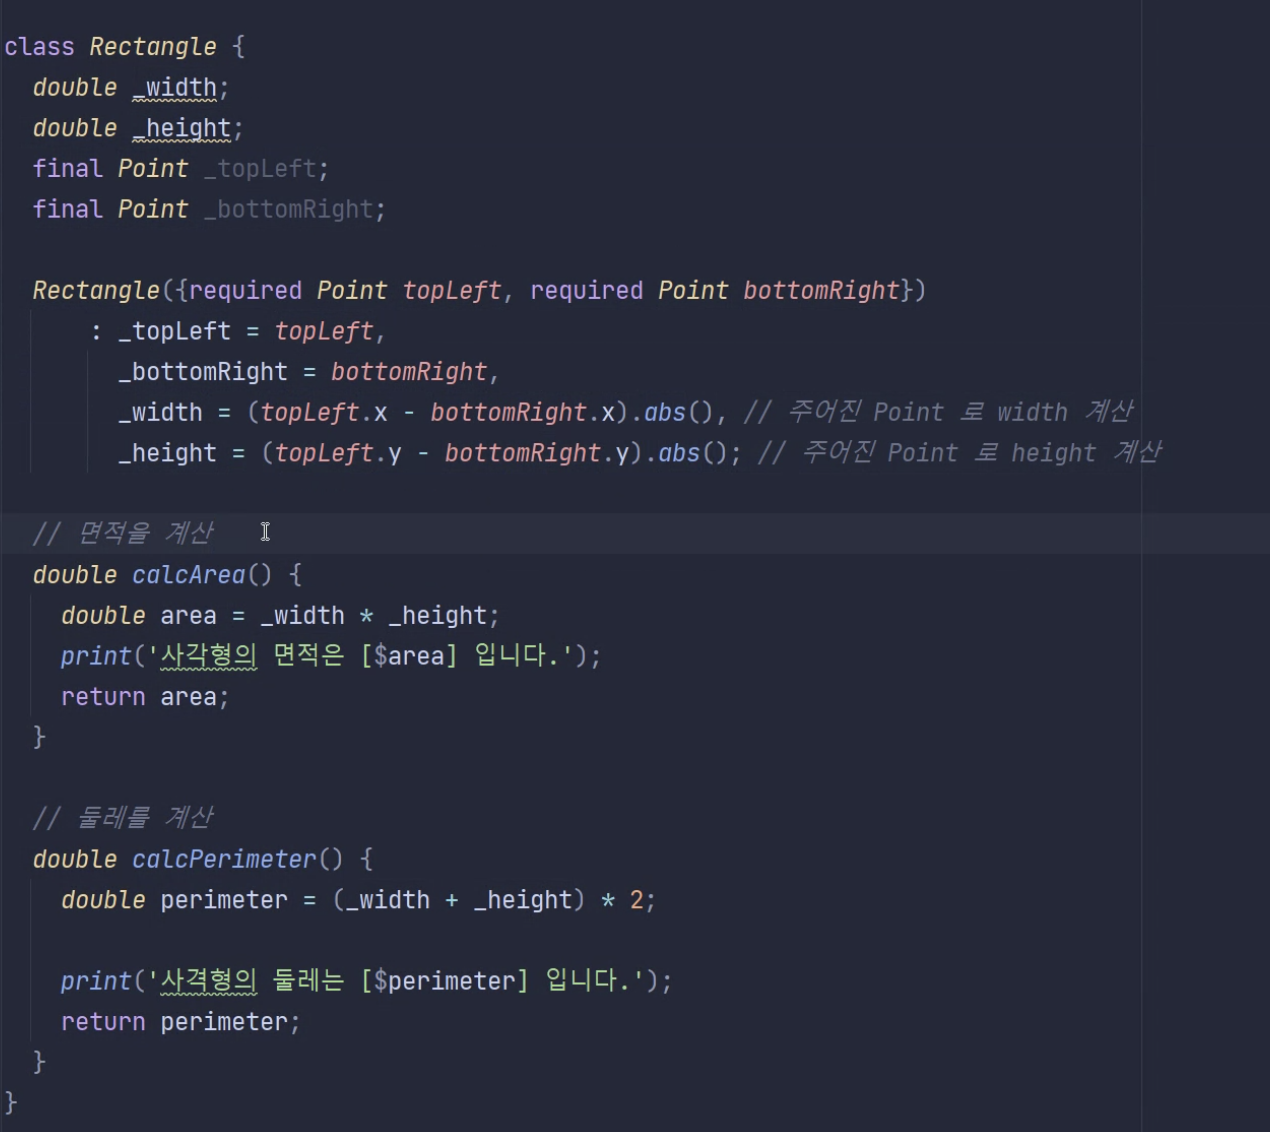 class Rectangle {
double _width;
double _height;
final Point _topLeft;
final Point _bottomRight;
Rectangle({required Point topLeft, required Point bottomRight})
: _topLeft = topLeft,
_bottomRight = bottomRight,
_width = (topLeft.x - bottomRight.x).abs(), // 주어진 Point 로 width 계산
_height = (topLeft.y - bottomRight.y).abs(); // 주어진 Point 로 height 계산
// 면적을 계산
double calcArea() {
double area = _width * _height;
print('사각형의 면적은 [$area] 입니다.');
return area;
}
// 둘레를 계산
double calcPerimeter() {
double perimeter = (_width + _height) * 2;
print('사격형의 둘레는 [$perimeter] 입니다.');
return perimeter;
}
}